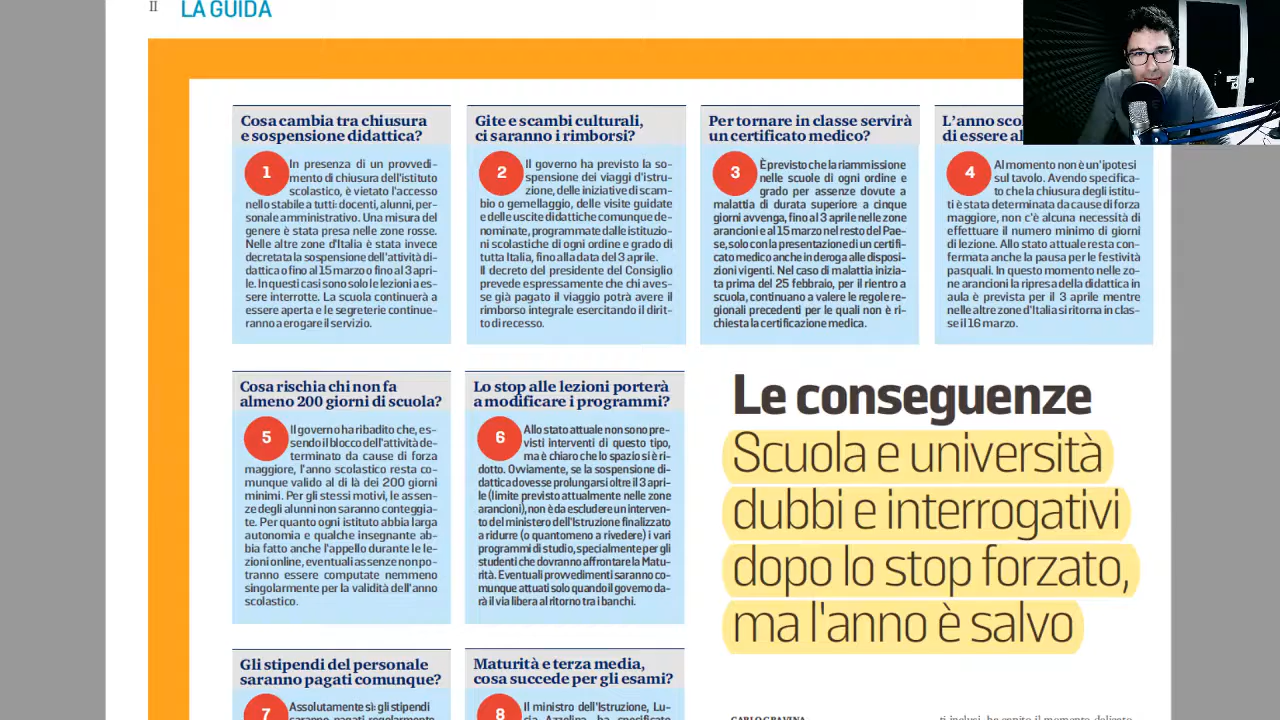 II LA GUIDA
Cosa cambia tra chiusura
e sospensione didattica?
1 In presenza di un provvedi-
mento di chiusura dell'istituto
scolastico, è vietato l'accesso
nello stabile a tutti: docenti, alunni, per-
sonale amministrativo. Una misura del
genere è stata presa nelle zone rosse.
Nelle altre zone d'Italia è stata invece
decretata la sospensione dell'attività di-
dattica o fino al 15 marzo o fino al 3 apri-
le. In questi casi sono solo le lezioni a es-
sere interrotte. La scuola continuerà a
essere aperta e le segreterie continue-
ranno a erogare il servizio.
Gite e scambi culturali,
ci saranno i rimborsi?
2 Il governo ha previsto la so-
spensione dei viaggi d'istru-
zione, delle iniziative di scam-
bio o gemellaggio, delle visite guidate
e delle uscite didattiche comunque de-
nominate, programmate dalle istituzio-
ni scolastiche di ogni ordine e grado di
tutta Italia, fino alla data del 3 aprile.
Il decreto del presidente del Consiglio
prevede espressamente che chi aves-
se già pagato il viaggio potrà avere il
rimborso integrale esercitando il dirit-
to di recesso.
Per tornare in classe servirà
un certificato medico?
3 È previsto che la riammissione
nelle scuole di ogni ordine e
grado per assenze dovute a
malattia di durata superiore a cinque
giorni avvenga, fino al 3 aprile nelle zone
arancioni e al 15 marzo nel resto del Pae-
se, solo con la presentazione di un certifi-
cato medico anche in deroga alle disposi-
zioni vigenti. Nel caso di malattia inizia-
ta prima del 25 febbraio, per il rientro a
scuola, continuano a valere le regole re-
gionali precedenti per le quali non è ri-
chiesta la certificazione medica.
L'anno sco
di essere al
4 Al momento non è un'ipotesi
sul tavolo. Avendo specifica-
to che la chiusura degli istitu-
ti è stata determinata da cause di forza
maggiore, non c'è alcuna necessità di
effettuare il numero minimo di giorni
di lezione. Allo stato attuale resta con-
fermata anche la pausa per le festività
pasquali. In questo momento nelle zo-
ne arancioni la ripresa della didattica in
aula è prevista per il 3 aprile mentre
nelle altre zone d'Italia si ritorna in clas-
se il 16 marzo.
Cosa rischia chi non fa
almeno 200 giorni di scuola?
5 Il governo ha ribadito che, es-
sendo il blocco dell'attività de-
terminato da cause di forza
maggiore, l'anno scolastico resta co-
munque valido al di là dei 200 giorni
minimi. Per gli stessi motivi, le assen-
ze degli alunni non saranno conteggia-
te. Per quanto ogni istituto abbia larga
autonomia e qualche insegnante ab-
bia fatto anche l'appello durante le le-
zioni online, eventuali assenze non po-
tranno essere computate nemmeno
singolarmente per la validità dell'anno
scolastico.
Lo stop alle lezioni porterà
a modificare i programmi?
6 Allo stato attuale non sono pre-
visti interventi di questo tipo,
ma è chiaro che lo spazio si è ri-
dotto. Ovviamente, se la sospensione di-
dattica dovesse prolungarsi oltre il 3 apri-
le (limite previsto attualmente nelle zone
arancioni), non è da escludere un interven-
to del ministero dell'Istruzione finalizzato
a ridurre (o quantomeno a rivedere) i vari
programmi di studio, specialmente per gli
studenti che dovranno affrontare la Matu-
rità. Eventuali provvedimenti saranno co-
munque attuati solo quando il governo da-
rà il via libera al ritorno tra i banchi.
Le conseguenze
Scuola e università
dubbi e interrogativi
dopo lo stop forzato,
ma l'anno è salvo
Gli stipendi del personale
saranno pagati comunque?
7 Assolutamente sì: gli stipendi
saranno pagati regolarmente
Maturità e terza media,
cosa succede per gli esami?
8 Il ministro dell'Istruzione, Lu-
cia Azzolina, ha specificato
CARLO GRAVINA
ti inclusi, ha capito il momento delicato